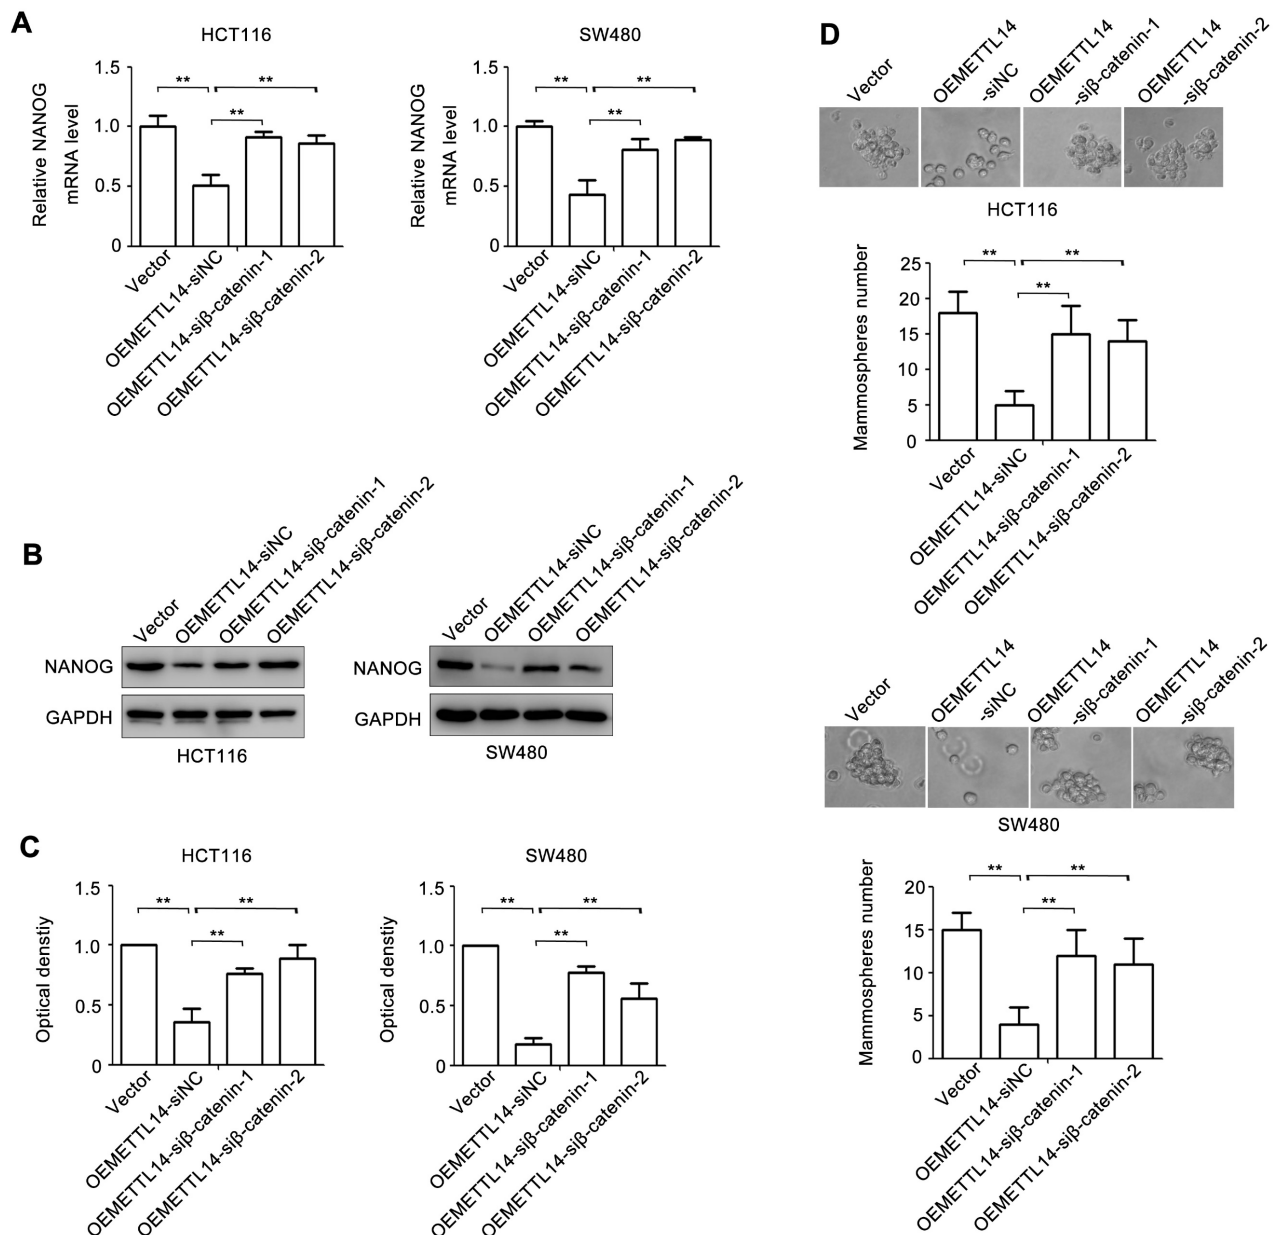 A
HCT116
Relative NANOG
mRNA level
1.5
1.0
0.5
0
**
**
**
Vector
OEMETTL14-siNC
OEMETTL14-siβ-catenin-1
OEMETTL14-siβ-catenin-2
SW480
Relative NANOG
mRNA level
1.5
1.0
0.5
0
**
**
**
Vector
OEMETTL14-siNC
OEMETTL14-siβ-catenin-1
OEMETTL14-siβ-catenin-2
B
Vector
OEMETTL14-siNC
OEMETTL14-siβ-catenin-1
OEMETTL14-siβ-catenin-2
NANOG
GAPDH
HCT116
Vector
OEMETTL14-siNC
OEMETTL14-siβ-catenin-1
OEMETTL14-siβ-catenin-2
NANOG
GAPDH
SW480
C
HCT116
Optical denstiy
1.5
1.0
0.5
0
**
**
**
Vector
OEMETTL14-siNC
OEMETTL14-siβ-catenin-1
OEMETTL14-siβ-catenin-2
SW480
Optical denstiy
1.5
1.0
0.5
0
**
**
**
Vector
OEMETTL14-siNC
OEMETTL14-siβ-catenin-1
OEMETTL14-siβ-catenin-2
D
Vector
OEMETTL14
-siNC
OEMETTL14
-siβ-catenin-1
OEMETTL14
-siβ-catenin-2
HCT116
Mammospheres number
25
20
15
10
5
0
**
**
**
Vector
OEMETTL14-siNC
OEMETTL14-siβ-catenin-1
OEMETTL14-siβ-catenin-2
Vector
OEMETTL14
-siNC
OEMETTL14
-siβ-catenin-1
OEMETTL14
-siβ-catenin-2
SW480
Mammospheres number
20
15
10
5
0
**
**
**
Vector
OEMETTL14-siNC
OEMETTL14-siβ-catenin-1
OEMETTL14-siβ-catenin-2